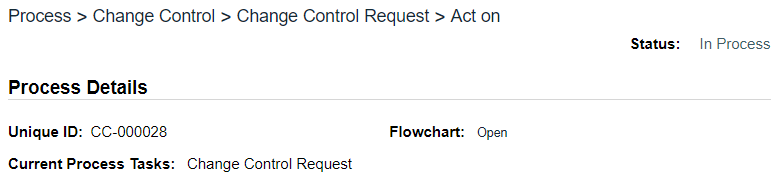 Process > Change Control > Change Control Request > Act on
Status: In Process
Process Details
Unique ID: CC-000028 Flowchart: Open
Current Process Tasks: Change Control Request